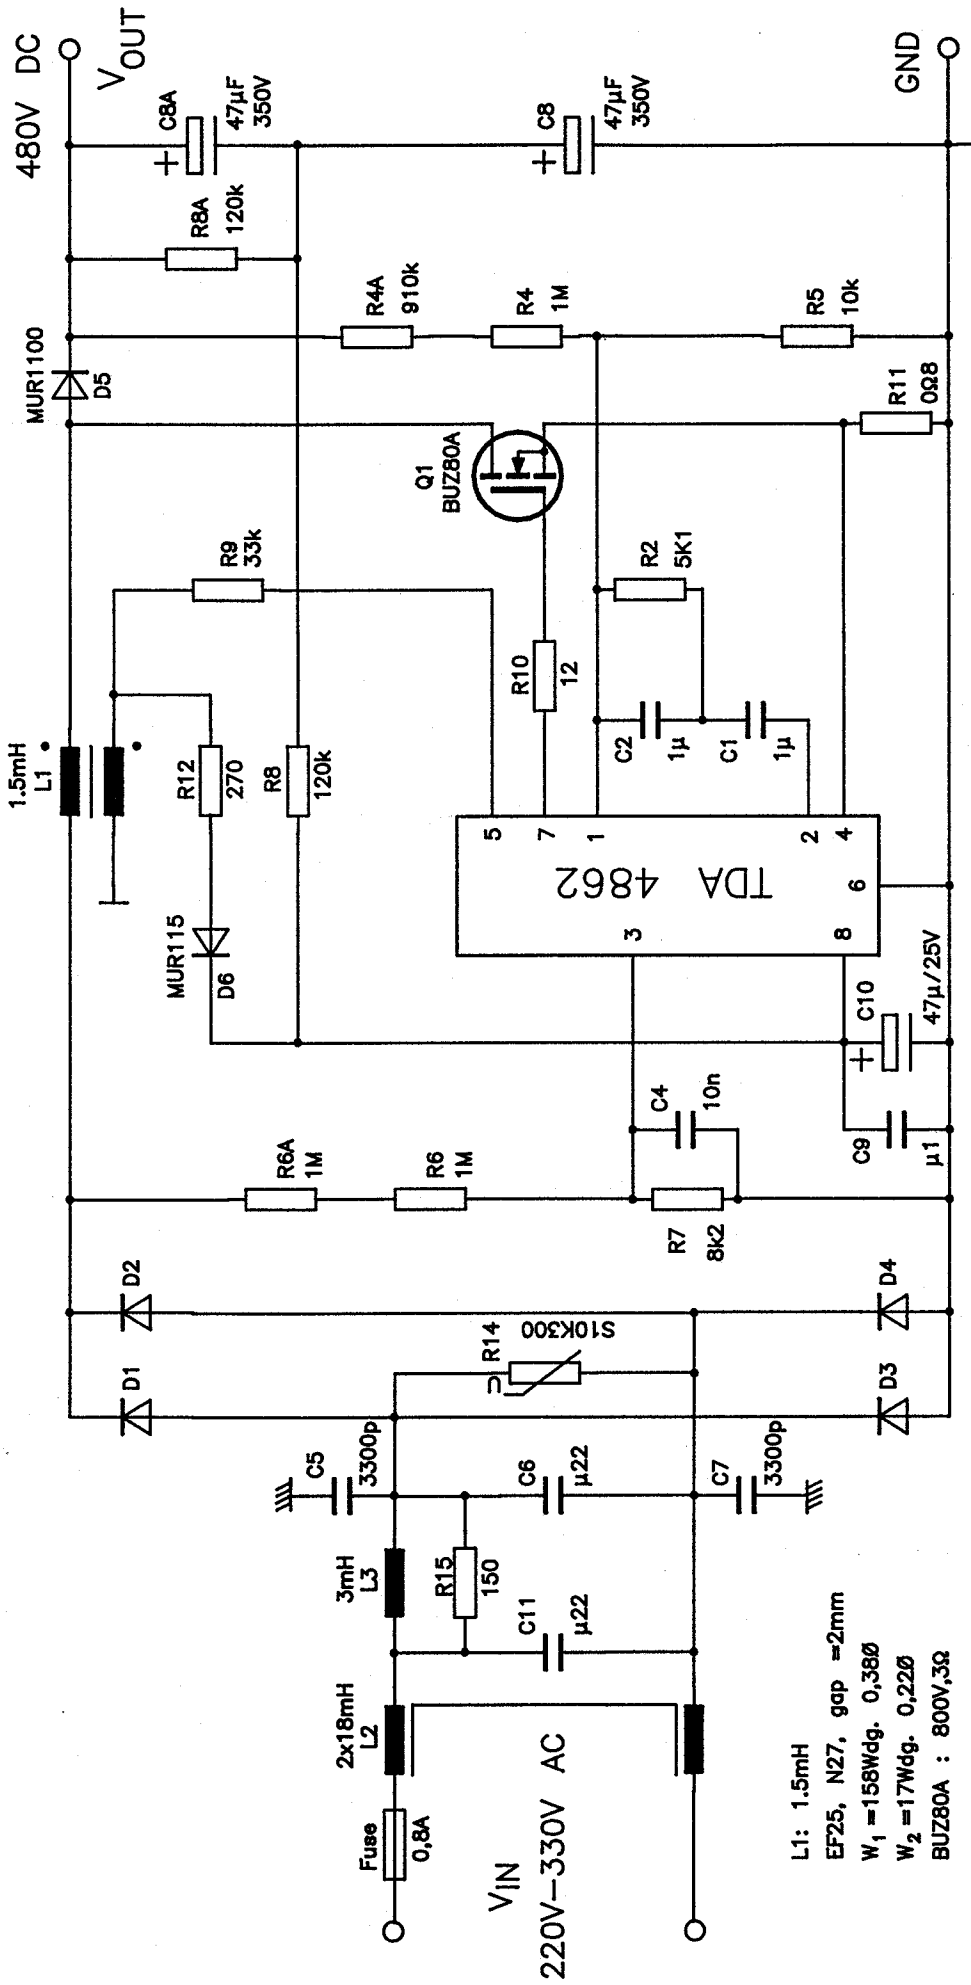 480V DC
V_OUT
C8A
47µF
350V
C8
47µF
350V
GND
R8A
120k
R4A
910k
R4
1M
R5
10k
MUR1100
D5
R11
0Ω8
Q1
BUZ80A
R9
33k
R2
5K1
R10
12
1.5mH
L1
R12
270
R8
120k
C2
1µ
C1
1µ
5
7
1
2
4
TDA 4862
3
8
6
MUR115
D6
C10
47µ/25V
C4
10n
C9
µ1
R6A
1M
R6
1M
R7
8k2
D2
D4
D1
R14
S10K300
U
D3
C5
3300p
C6
µ22
C7
3300p
3mH
L3
R15
150
C11
µ22
2x18mH
L2
Fuse
0,8A
V_IN
220V–330V AC
L1: 1.5mH
EF25, N27, gap =2mm
W₁ =158Wdg. 0,38Ø
W₂ =17Wdg. 0,22Ø
BUZ80A : 800V,3Ω